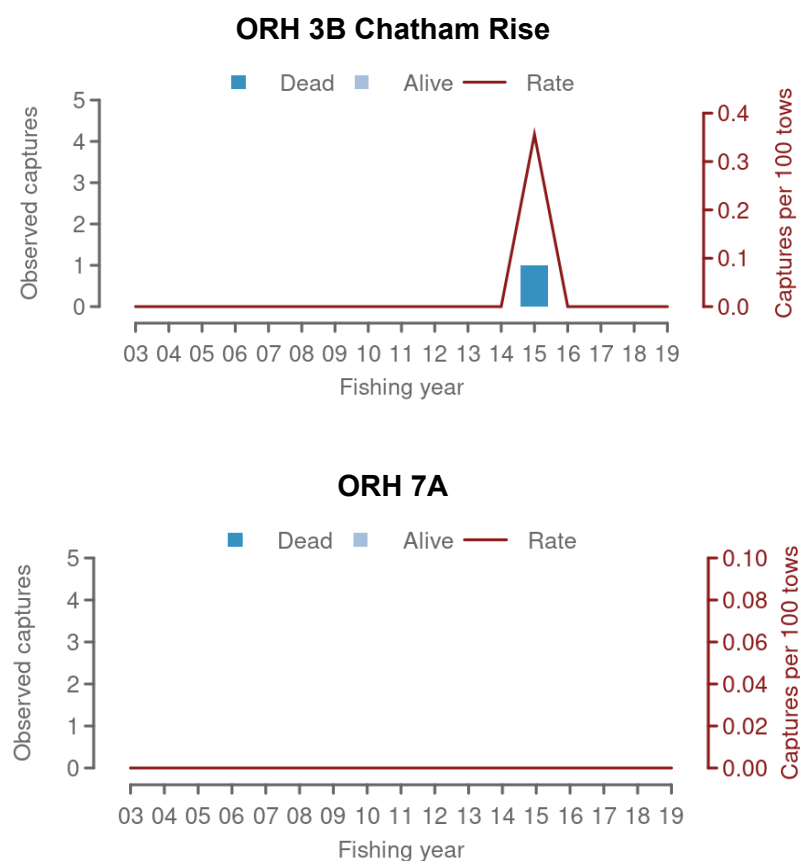 ORH 3B Chatham Rise
Dead Alive Rate
Observed captures
5
4
3
2
1
0
Captures per 100 tows
0.4
0.3
0.2
0.1
0.0
03 04 05 06 07 08 09 10 11 12 13 14 15 16 17 18 19
Fishing year
ORH 7A
Dead Alive Rate
Observed captures
5
4
3
2
1
0
Captures per 100 tows
0.10
0.08
0.06
0.04
0.02
0.00
03 04 05 06 07 08 09 10 11 12 13 14 15 16 17 18 19
Fishing year